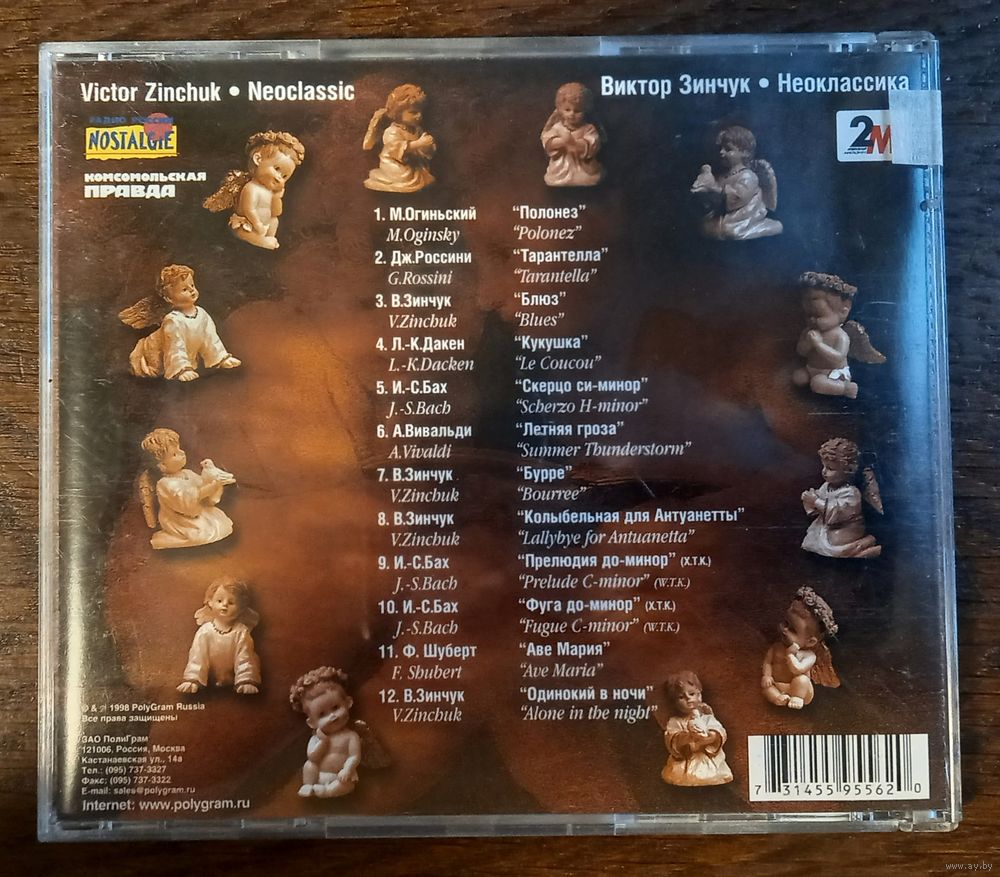 Victor Zinchuk • Neoclassic
Виктор Зинчук • Неоклассика
РАДИО РОССИИ
NOSTALGIE
КОМСОМОЛЬСКАЯ
ПРАВДА
2М
1. М.Огиньский "Полонез"
M.Oginsky "Polonez"
2. Дж.Россини "Тарантелла"
G.Rossini "Tarantella"
3. В.Зинчук "Блюз"
V.Zinchuk "Blues"
4. Л.-К.Дакен "Кукушка"
L.-K.Dacken "Le Coucou"
5. И.-С.Бах "Скерцо си-минор"
J.-S.Bach "Scherzo H-minor"
6. А.Вивальди "Летняя гроза"
A.Vivaldi "Summer Thunderstorm"
7. В.Зинчук "Бурре"
V.Zinchuk "Bourree"
8. В.Зинчук "Колыбельная для Антуанетты"
V.Zinchuk "Lallybye for Antuanetta"
9. И.-С.Бах "Прелюдия до-минор" (Х.Т.К.)
J.-S.Bach "Prelude C-minor" (W.T.K.)
10. И.-С.Бах "Фуга до-минор" (Х.Т.К.)
J.-S.Bach "Fugue C-minor" (W.T.K.)
11. Ф. Шуберт "Аве Мария"
F. Shubert "Ave Maria"
12. В.Зинчук "Одинокий в ночи"
V.Zinchuk "Alone in the night"
© & ℗ 1998 PolyGram Russia
Все права защищены
ЗАО ПолиГрам
121006, Россия, Москва
Кастанаевская ул., 14а
Тел.: (095) 737-3327
Факс: (095) 737-3322
E-mail: sales@polygram.ru
Internet: www.polygram.ru
7 31455 95562 0
www.ay.by